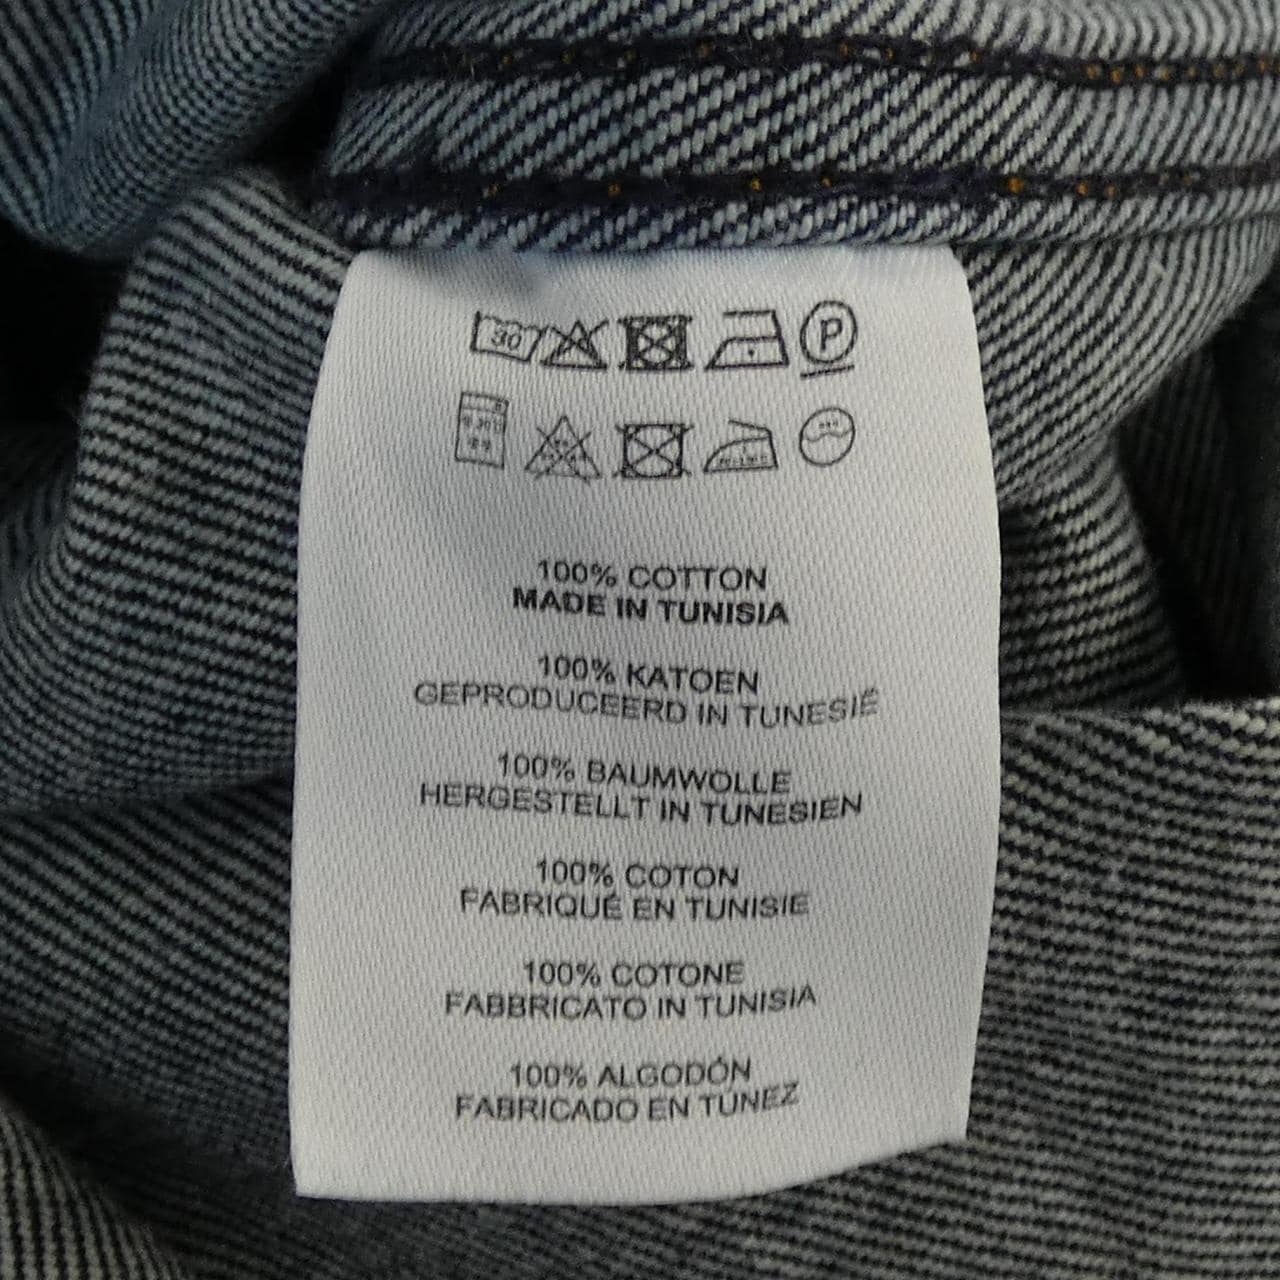 30
P
100% COTTON
MADE IN TUNISIA
100% KATOEN
GEPRODUCEERD IN TUNESIË
100% BAUMWOLLE
HERGESTELLT IN TUNESIEN
100% COTON
FABRIQUÉ EN TUNISIE
100% COTONE
FABBRICATO IN TUNISIA
100% ALGODÓN
FABRICADO EN TÚNEZ